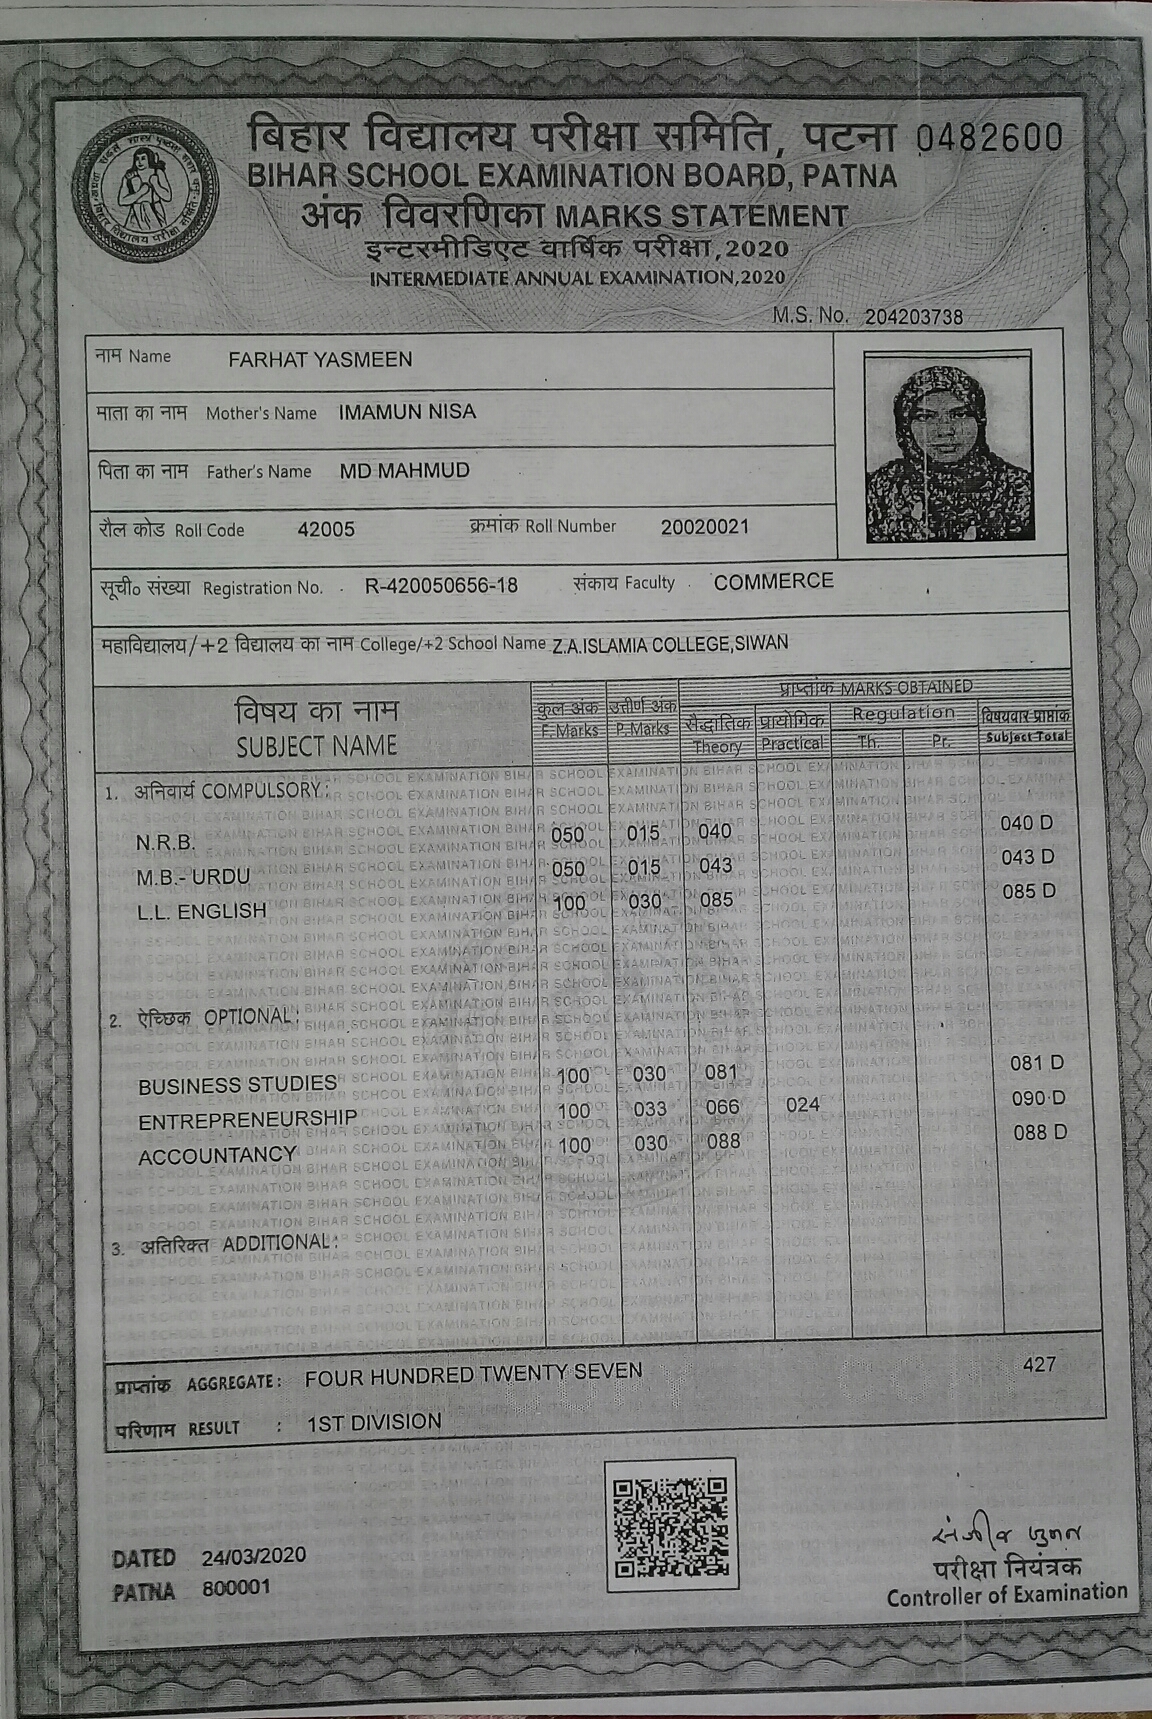 बिहार विद्यालय परीक्षा समिति, पटना 0482600
BIHAR SCHOOL EXAMINATION BOARD, PATNA
अंक विवरणिका MARKS STATEMENT
इन्टरमीडिएट वार्षिक परीक्षा,2020
INTERMEDIATE ANNUAL EXAMINATION,2020
M.S. No. 204203738
नाम Name FARHAT YASMEEN
माता का नाम Mother's Name IMAMUN NISA
पिता का नाम Father's Name MD MAHMUD
रौल कोड Roll Code 42005 क्रमांक Roll Number 20020021
सूची० संख्या Registration No. R-420050656-18 संकाय Faculty COMMERCE
महाविद्यालय/+2 विद्यालय का नाम College/+2 School Name Z.A.ISLAMIA COLLEGE,SIWAN
विषय का नाम SUBJECT NAME
कुल अंक F.Marks
उत्तीर्ण अंक P.Marks
प्राप्तांक MARKS OBTAINED
सैद्धांतिक Theory
प्रायोगिक Practical
Regulation
Th. Pr.
विषयवार प्राप्तांक Subject Total
1. अनिवार्य COMPULSORY:
N.R.B. 050 015 040 040 D
M.B.- URDU 050 015 043 043 D
L.L. ENGLISH 100 030 085 085 D
2. ऐच्छिक OPTIONAL:
BUSINESS STUDIES 100 030 081 081 D
ENTREPRENEURSHIP 100 033 066 024 090 D
ACCOUNTANCY 100 030 088 088 D
3. अतिरिक्त ADDITIONAL:
प्राप्तांक AGGREGATE: FOUR HUNDRED TWENTY SEVEN 427
परिणाम RESULT : 1ST DIVISION
DATED 24/03/2020
PATNA 800001
परीक्षा नियंत्रक
Controller of Examination